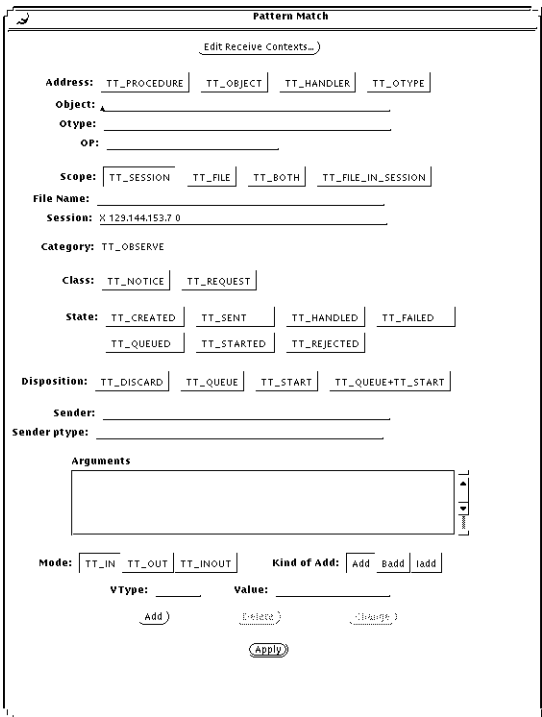 Pattern Match
Edit Receive Contexts...
Address: TT_PROCEDURE TT_OBJECT TT_HANDLER TT_OTYPE
Object:
Otype:
OP:
Scope: TT_SESSION TT_FILE TT_BOTH TT_FILE_IN_SESSION
File Name:
Session: X 129.144.153.7 0
Category: TT_OBSERVE
Class: TT_NOTICE TT_REQUEST
State: TT_CREATED TT_SENT TT_HANDLED TT_FAILED
TT_QUEUED TT_STARTED TT_REJECTED
Disposition: TT_DISCARD TT_QUEUE TT_START TT_QUEUE+TT_START
Sender:
Sender ptype:
Arguments
Mode: TT_IN TT_OUT TT_INOUT Kind of Add: Add Badd Iadd
VType: Value:
Add Delete Change
Apply